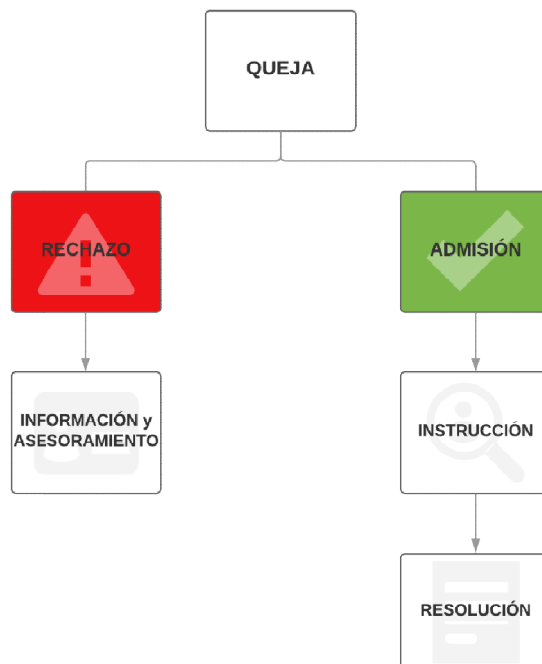 QUEJA
RECHAZO
ADMISIÓN
INFORMACIÓN y
ASESORAMIENTO
INSTRUCCIÓN
RESOLUCIÓN